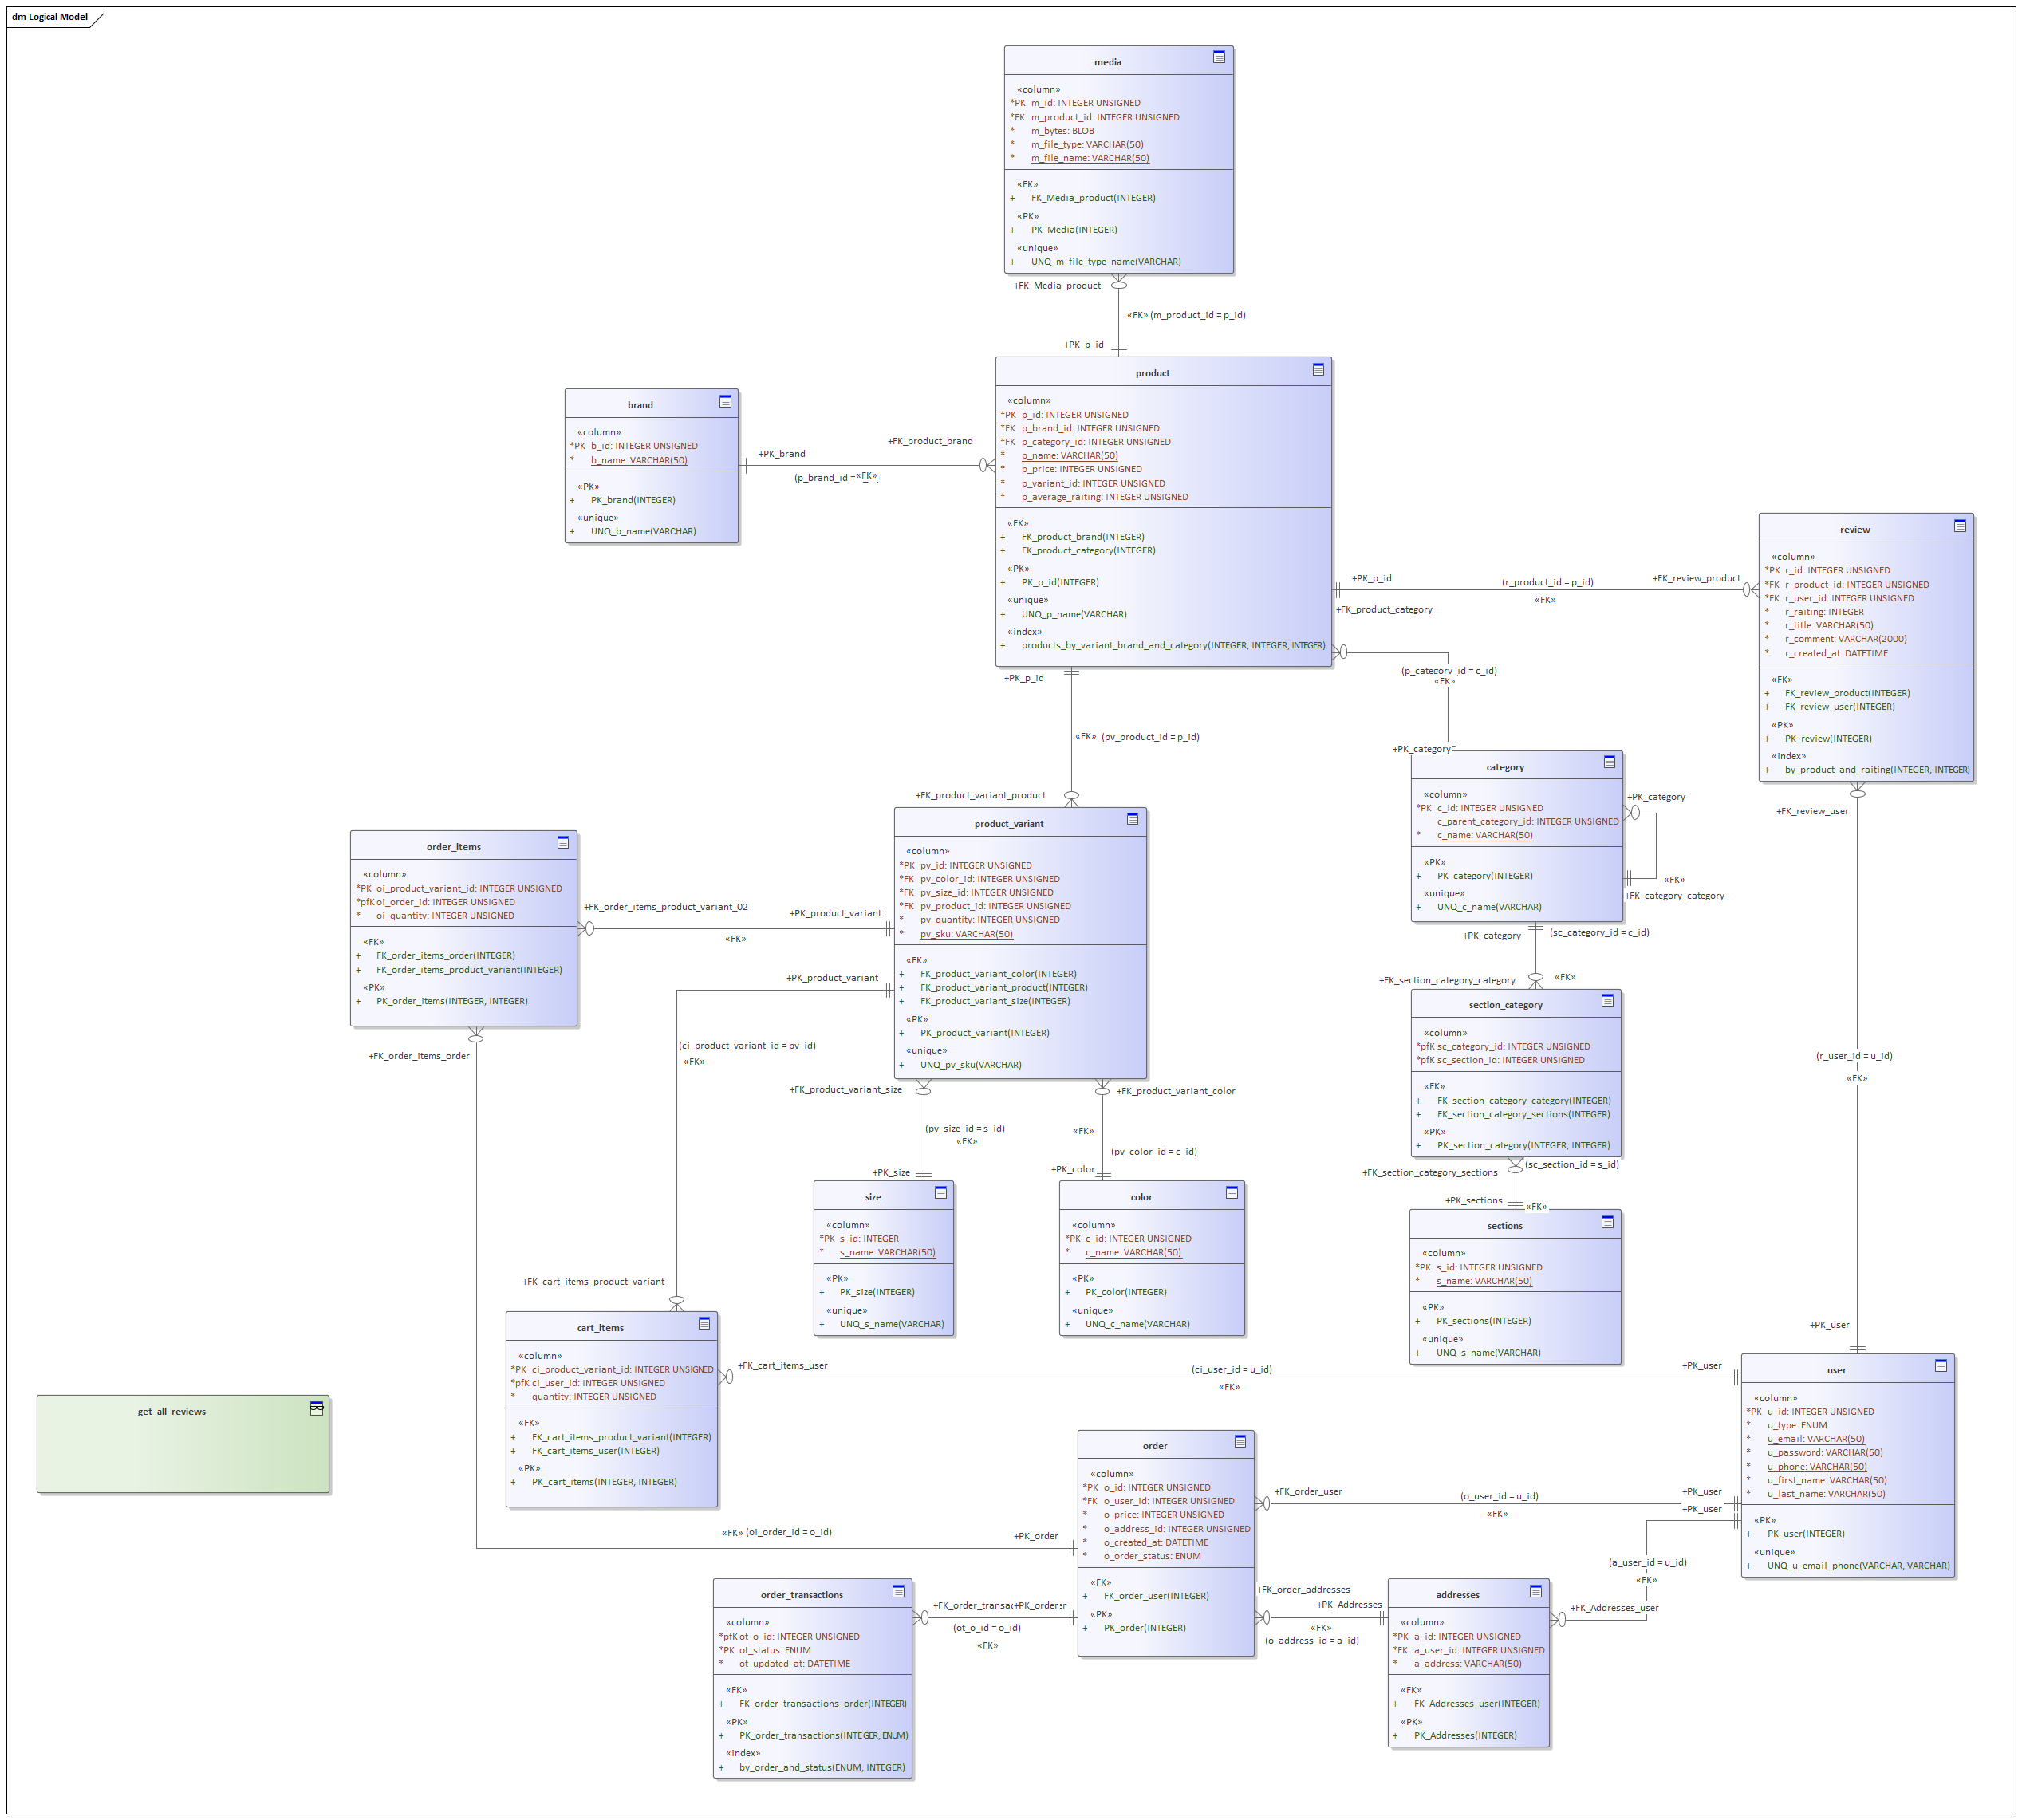 dm Logical Model
media
«column»
*PK m_id: INTEGER UNSIGNED
*FK m_product_id: INTEGER UNSIGNED
* m_bytes: BLOB
* m_file_type: VARCHAR(50)
* m_file_name: VARCHAR(50)
«FK»
+ FK_Media_product(INTEGER)
«PK»
+ PK_Media(INTEGER)
«unique»
+ UNQ_m_file_type_name(VARCHAR)
+FK_Media_product
«FK» (m_product_id = p_id)
+PK_p_id
product
«column»
*PK p_id: INTEGER UNSIGNED
*FK p_brand_id: INTEGER UNSIGNED
*FK p_category_id: INTEGER UNSIGNED
* p_name: VARCHAR(50)
* p_price: INTEGER UNSIGNED
* p_variant_id: INTEGER UNSIGNED
* p_average_raiting: INTEGER UNSIGNED
«FK»
+ FK_product_brand(INTEGER)
+ FK_product_category(INTEGER)
«PK»
+ PK_p_id(INTEGER)
«unique»
+ UNQ_p_name(VARCHAR)
«index»
+ products_by_variant_brand_and_category(INTEGER, INTEGER, INTEGER)
brand
«column»
*PK b_id: INTEGER UNSIGNED
* b_name: VARCHAR(50)
«PK»
+ PK_brand(INTEGER)
«unique»
+ UNQ_b_name(VARCHAR)
+PK_brand
+FK_product_brand
(p_brand_id = «FK»
+PK_p_id
(r_product_id = p_id)
+FK_review_product
«FK»
+FK_product_category
(p_category_id = c_id)
«FK»
+PK_category
review
«column»
*PK r_id: INTEGER UNSIGNED
*FK r_product_id: INTEGER UNSIGNED
*FK r_user_id: INTEGER UNSIGNED
* r_raiting: INTEGER
* r_title: VARCHAR(50)
* r_comment: VARCHAR(2000)
* r_created_at: DATETIME
«FK»
+ FK_review_product(INTEGER)
+ FK_review_user(INTEGER)
«PK»
+ PK_review(INTEGER)
«index»
+ by_product_and_raiting(INTEGER, INTEGER)
+FK_review_user
(r_user_id = u_id)
«FK»
+PK_user
+PK_p_id
«FK» (pv_product_id = p_id)
+FK_product_variant_product
category
«column»
*PK c_id: INTEGER UNSIGNED
c_parent_category_id: INTEGER UNSIGNED
* c_name: VARCHAR(50)
«PK»
+ PK_category(INTEGER)
«unique»
+ UNQ_c_name(VARCHAR)
+PK_category
«FK»
+FK_category_category
+PK_category
(sc_category_id = c_id)
+FK_section_category_category
«FK»
section_category
«column»
*pfK sc_category_id: INTEGER UNSIGNED
*pfK sc_section_id: INTEGER UNSIGNED
«FK»
+ FK_section_category_category(INTEGER)
+ FK_section_category_sections(INTEGER)
«PK»
+ PK_section_category(INTEGER, INTEGER)
+FK_section_category_sections
(sc_section_id = s_id)
+PK_sections
«FK»
sections
«column»
*PK s_id: INTEGER UNSIGNED
* s_name: VARCHAR(50)
«PK»
+ PK_sections(INTEGER)
«unique»
+ UNQ_s_name(VARCHAR)
product_variant
«column»
*PK pv_id: INTEGER UNSIGNED
*FK pv_color_id: INTEGER UNSIGNED
*FK pv_size_id: INTEGER UNSIGNED
*FK pv_product_id: INTEGER UNSIGNED
* pv_quantity: INTEGER UNSIGNED
* pv_sku: VARCHAR(50)
«FK»
+ FK_product_variant_color(INTEGER)
+ FK_product_variant_product(INTEGER)
+ FK_product_variant_size(INTEGER)
«PK»
+ PK_product_variant(INTEGER)
«unique»
+ UNQ_pv_sku(VARCHAR)
order_items
«column»
*PK oi_product_variant_id: INTEGER UNSIGNED
*pfK oi_order_id: INTEGER UNSIGNED
* oi_quantity: INTEGER UNSIGNED
«FK»
+ FK_order_items_order(INTEGER)
+ FK_order_items_product_variant(INTEGER)
«PK»
+ PK_order_items(INTEGER, INTEGER)
+FK_order_items_product_variant_02
+PK_product_variant
«FK»
+PK_product_variant
(ci_product_variant_id = pv_id)
«FK»
+FK_order_items_order
+FK_product_variant_size
(pv_size_id = s_id)
«FK»
+PK_size
+FK_product_variant_color
«FK»
(pv_color_id = c_id)
+PK_color
size
«column»
*PK s_id: INTEGER
* s_name: VARCHAR(50)
«PK»
+ PK_size(INTEGER)
«unique»
+ UNQ_s_name(VARCHAR)
color
«column»
*PK c_id: INTEGER UNSIGNED
* c_name: VARCHAR(50)
«PK»
+ PK_color(INTEGER)
«unique»
+ UNQ_c_name(VARCHAR)
+FK_cart_items_product_variant
cart_items
«column»
*PK ci_product_variant_id: INTEGER UNSIGNED
*pfK ci_user_id: INTEGER UNSIGNED
* quantity: INTEGER UNSIGNED
«FK»
+ FK_cart_items_product_variant(INTEGER)
+ FK_cart_items_user(INTEGER)
«PK»
+ PK_cart_items(INTEGER, INTEGER)
+FK_cart_items_user
(ci_user_id = u_id)
«FK»
+PK_user
user
«column»
*PK u_id: INTEGER UNSIGNED
* u_type: ENUM
* u_email: VARCHAR(50)
* u_password: VARCHAR(50)
* u_phone: VARCHAR(50)
* u_first_name: VARCHAR(50)
* u_last_name: VARCHAR(50)
«PK»
+ PK_user(INTEGER)
«unique»
+ UNQ_u_email_phone(VARCHAR, VARCHAR)
get_all_reviews
order
«column»
*PK o_id: INTEGER UNSIGNED
*FK o_user_id: INTEGER UNSIGNED
* o_price: INTEGER UNSIGNED
* o_address_id: INTEGER UNSIGNED
* o_created_at: DATETIME
* o_order_status: ENUM
«FK»
+ FK_order_user(INTEGER)
«PK»
+ PK_order(INTEGER)
+FK_order_user
(o_user_id = u_id)
«FK»
+PK_user
+PK_user
(a_user_id = u_id)
«FK»
+FK_Addresses_user
«FK» (oi_order_id = o_id)
+PK_order
order_transactions
«column»
*pfK ot_o_id: INTEGER UNSIGNED
*PK ot_status: ENUM
* ot_updated_at: DATETIME
«FK»
+ FK_order_transactions_order(INTEGER)
«PK»
+ PK_order_transactions(INTEGER, ENUM)
«index»
+ by_order_and_status(ENUM, INTEGER)
+PK_order
(ot_o_id = o_id)
«FK»
+FK_order_addresses
+PK_Addresses
«FK»
(o_address_id = a_id)
addresses
«column»
*PK a_id: INTEGER UNSIGNED
*FK a_user_id: INTEGER UNSIGNED
* a_address: VARCHAR(50)
«FK»
+ FK_Addresses_user(INTEGER)
«PK»
+ PK_Addresses(INTEGER)